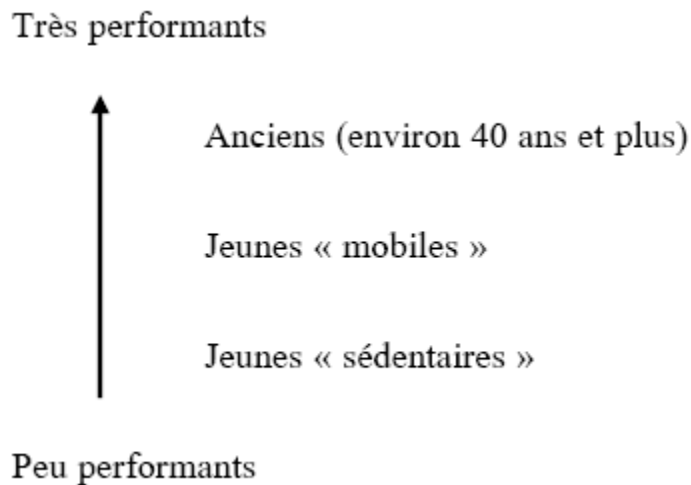 Très performants
Anciens (environ 40 ans et plus)
Jeunes « mobiles »
Jeunes « sédentaires »
Peu performants